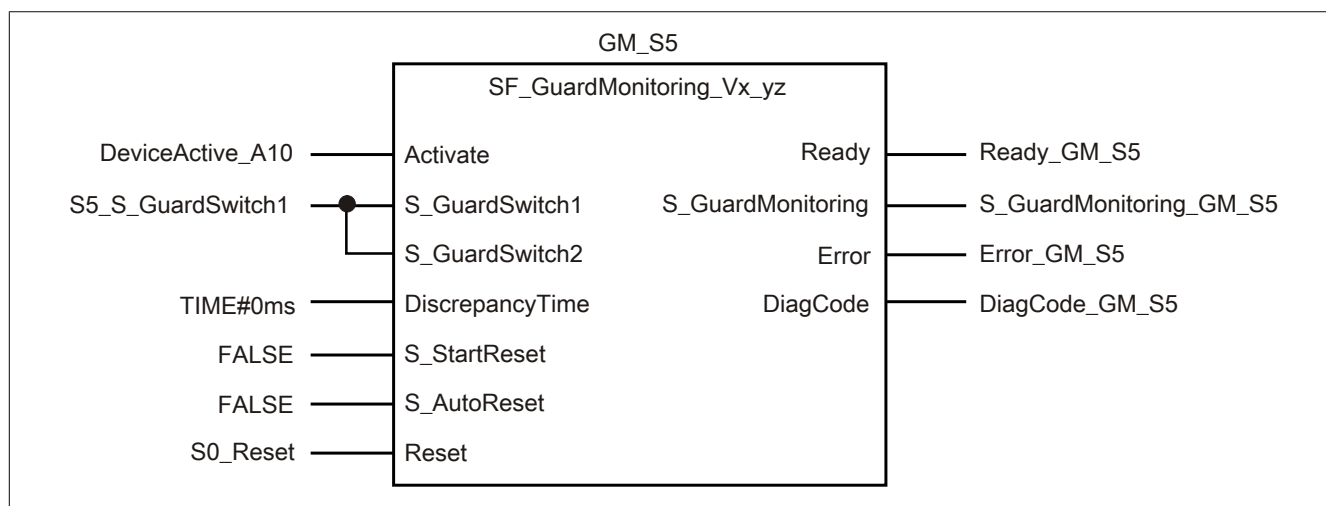 GM_S5
SF_GuardMonitoring_Vx_yz
DeviceActive_A10 Activate Ready Ready_GM_S5
S5_S_GuardSwitch1 S_GuardSwitch1 S_GuardMonitoring S_GuardMonitoring_GM_S5
S_GuardSwitch2 Error Error_GM_S5
TIME#0ms DiscrepancyTime DiagCode DiagCode_GM_S5
FALSE S_StartReset
FALSE S_AutoReset
S0_Reset Reset